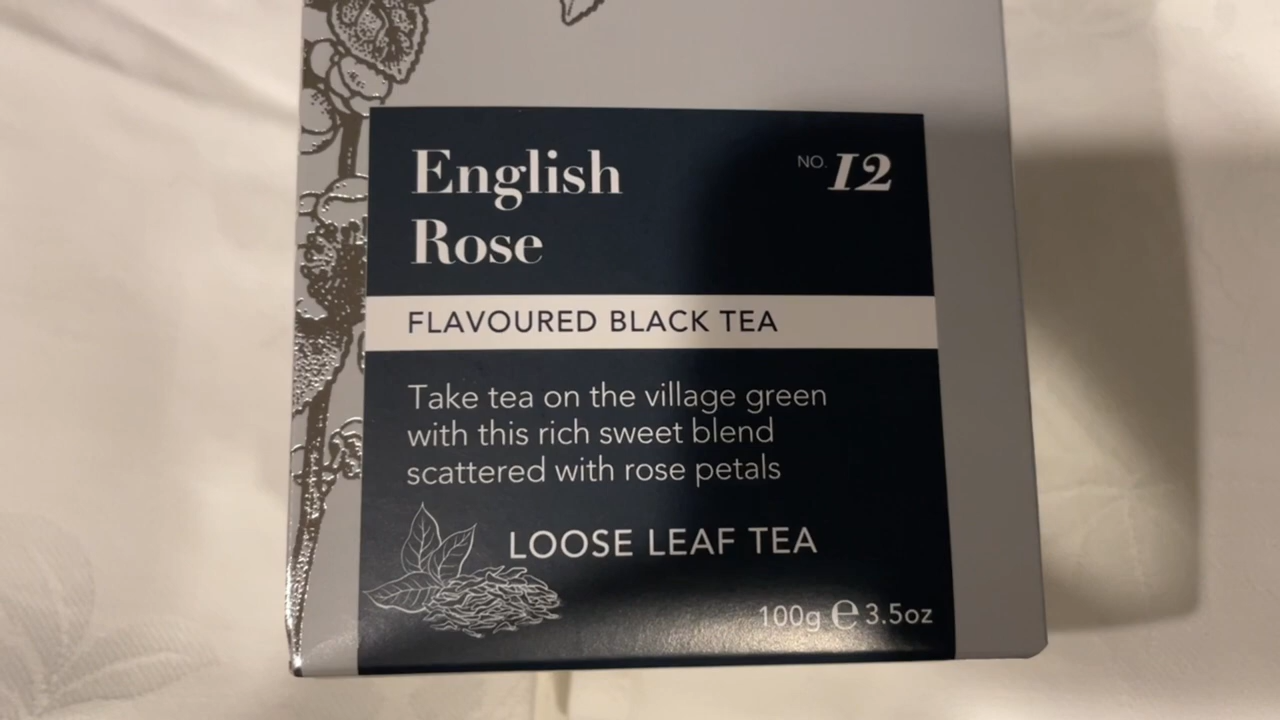 English
Rose
NO. 12
FLAVOURED BLACK TEA
Take tea on the village green
with this rich sweet blend
scattered with rose petals
LOOSE LEAF TEA
100g ℮ 3.5oz